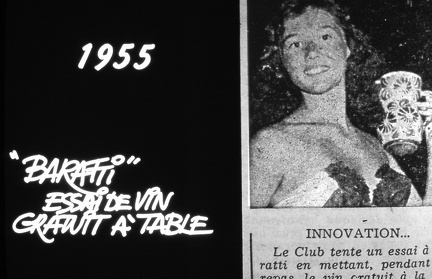 1955
"BARATTI"
ESSAI DE VIN
GRATUIT À TABLE
INNOVATION...
Le Club tente un essai à
ratti en mettant, pendant
repas le vin gratuit à la